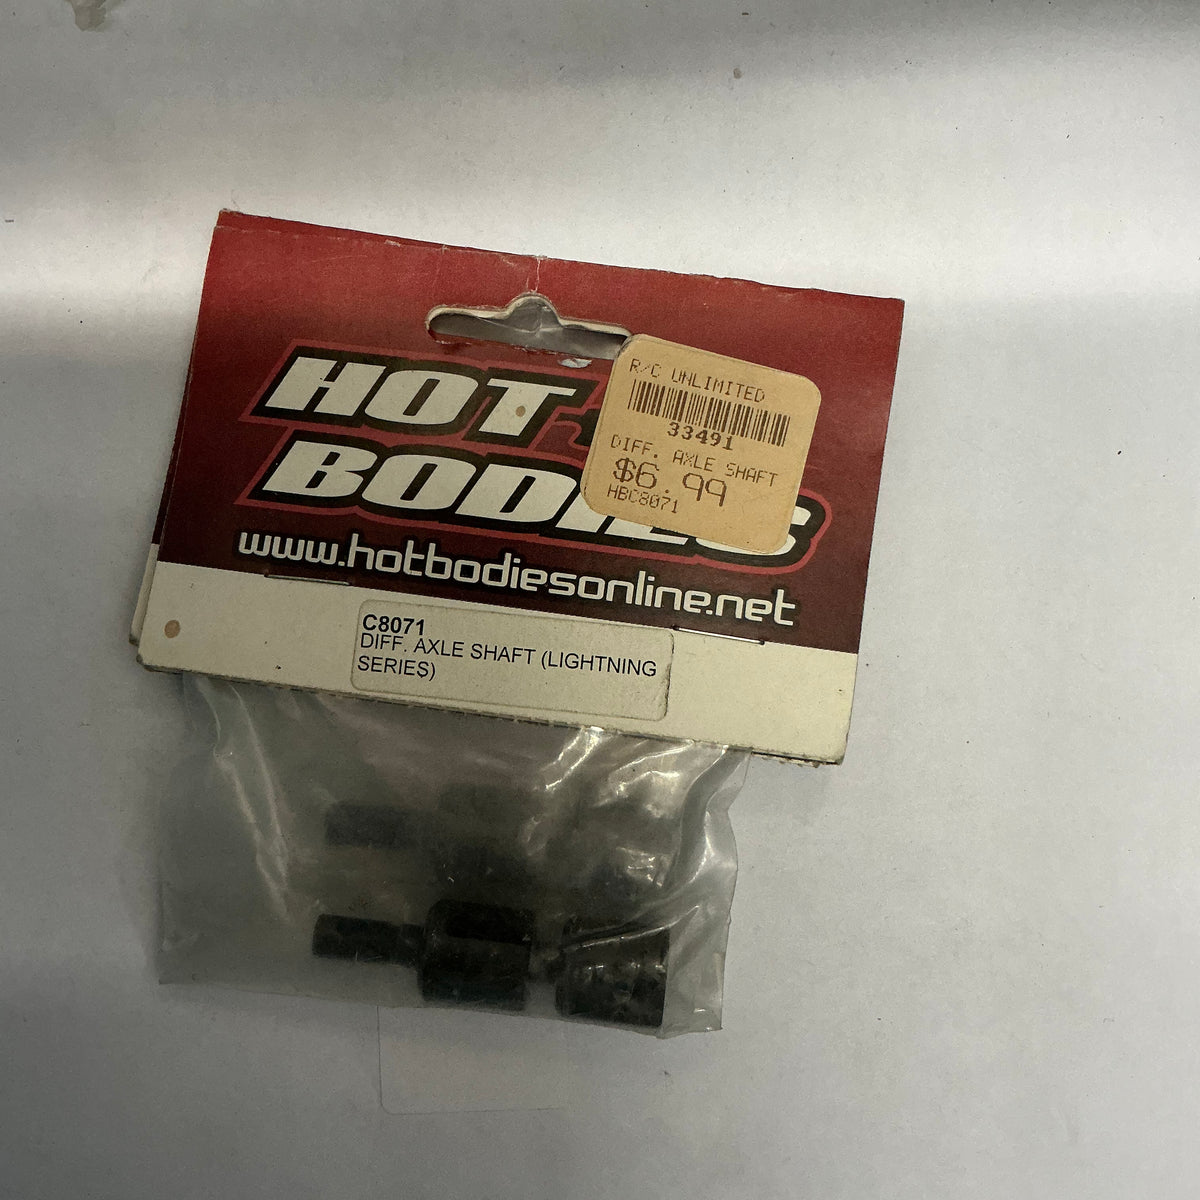 HOT
BODIES
www.hotbodiesonline.net
R/C UNLIMITED
33491
DIFF. AXLE SHAFT
$6.99
HBC8071
C8071
DIFF. AXLE SHAFT (LIGHTNING
SERIES)